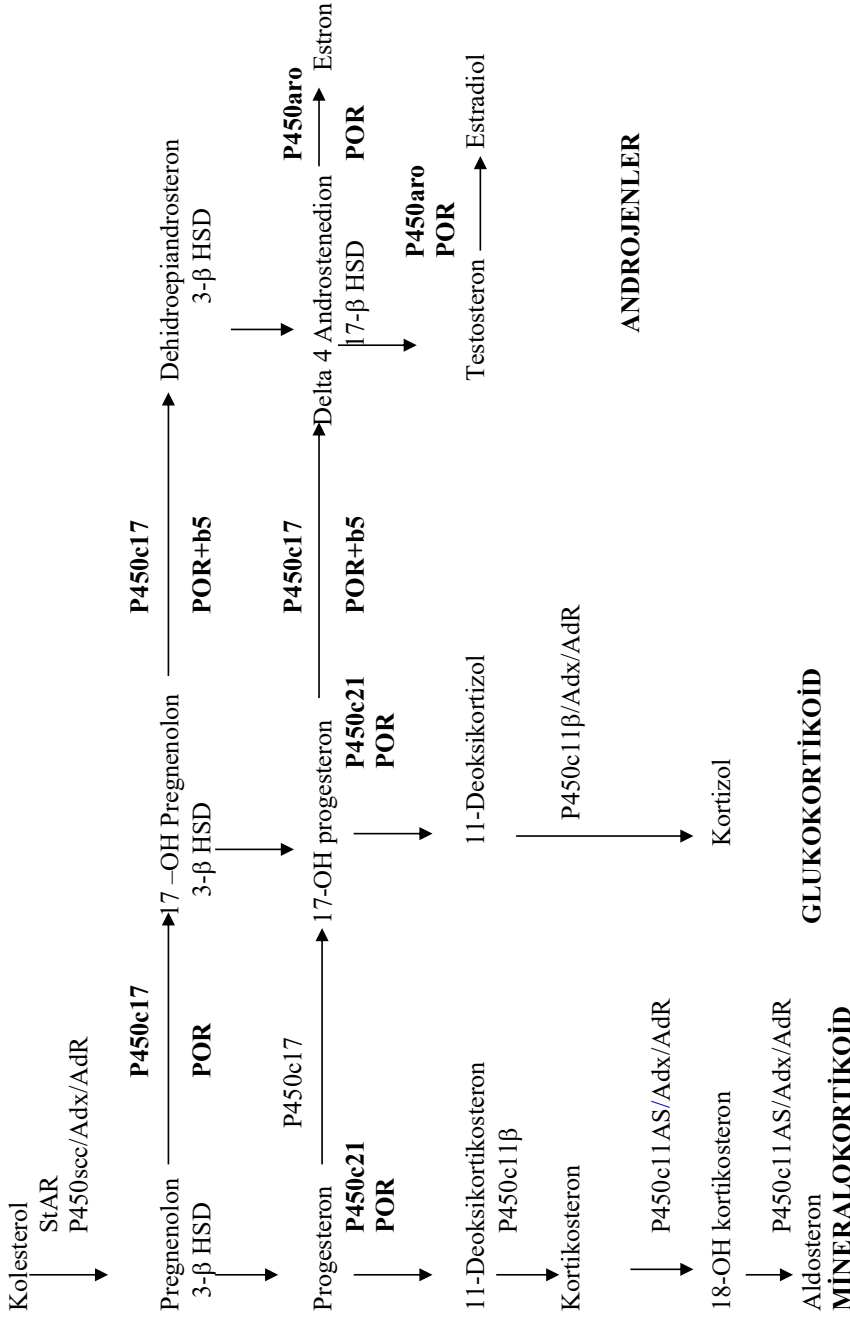 Kolesterol
StAR
P450scc/Adx/AdR
P450c17
P450c17
Pregnenolon
17 –OH Pregnenolon
Dehidroepiandrosteron
3-β HSD
POR
3-β HSD
POR+b5
3-β HSD
P450c17
P450c17
P450aro
Progesteron
17-OH progesteron
Delta 4 Androstenedion
Estron
P450c21
POR
P450c21
POR
POR+b5
17-β HSD
POR
P450aro
POR
11-Deoksikortikosteron
11-Deoksikortizol
Testosteron
Estradiol
P450c11β
Kortikosteron
P450c11β/Adx/AdR
P450c11AS/Adx/AdR
ANDROJENLER
18-OH kortikosteron
Kortizol
P450c11AS/Adx/AdR
Aldosteron
MİNERALOKORTİKOİD
GLUKOKORTİKOİD